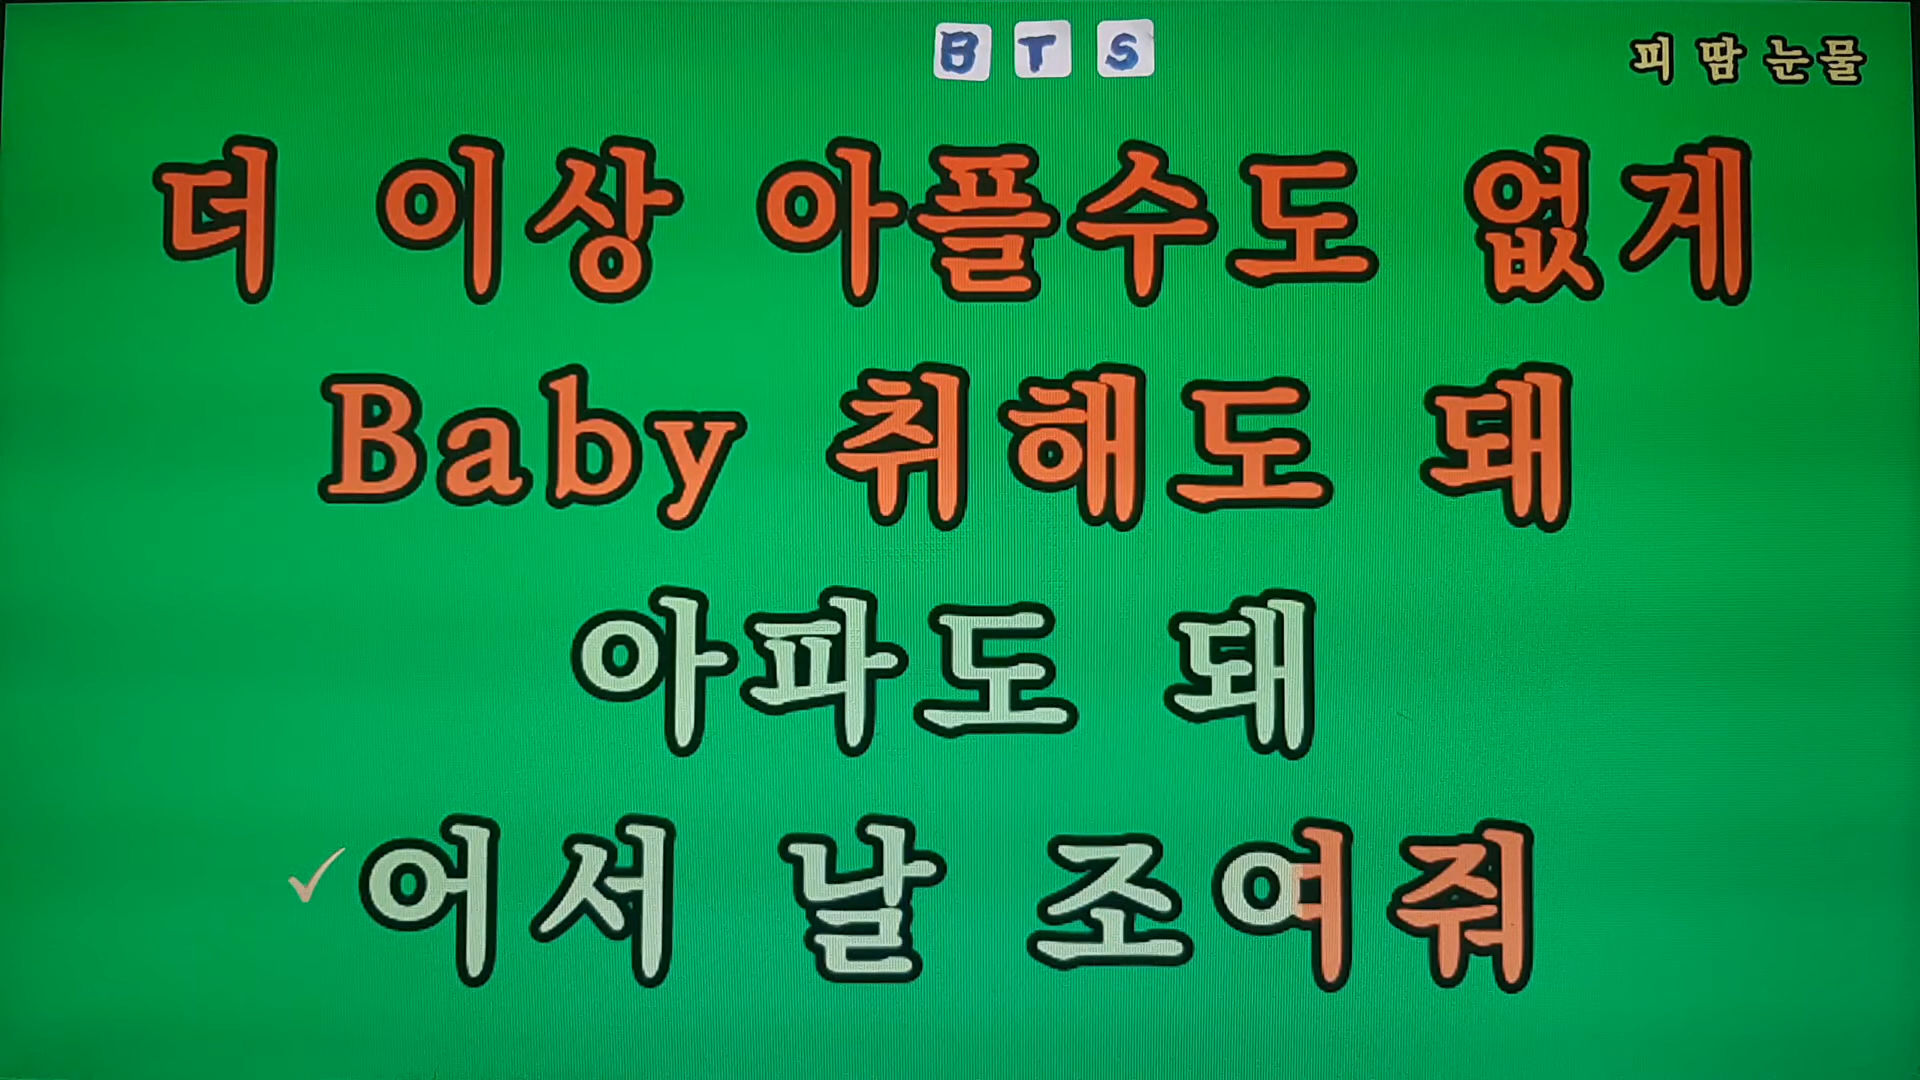 B T S
피 땀 눈물
더 이상 아플수도 없게
Baby 취해도 돼
아파도 돼
✓어서 날 조여줘